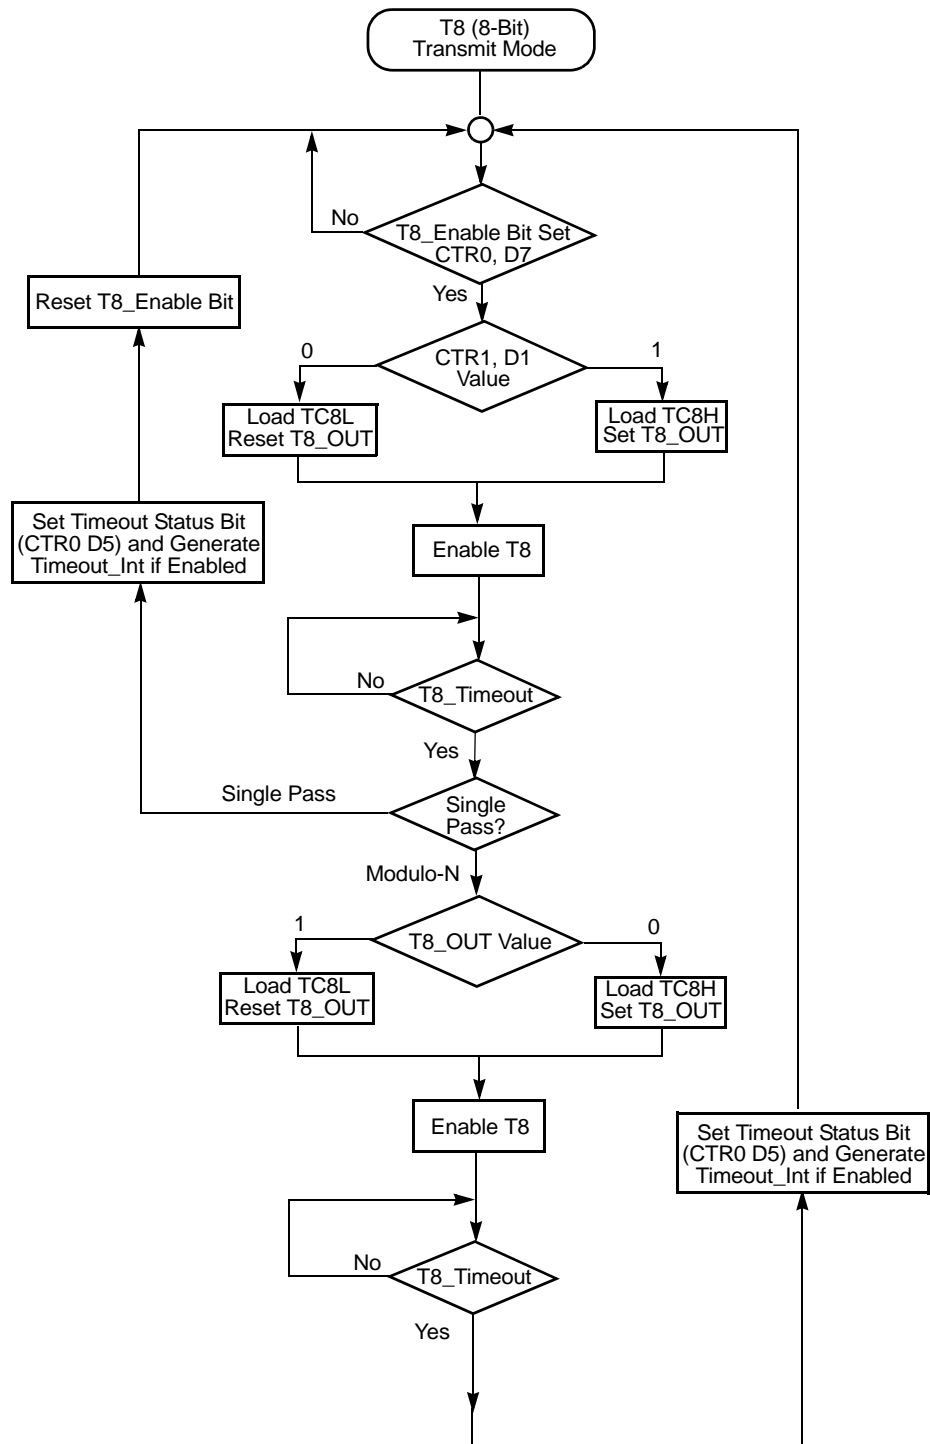 T8 (8-Bit)
Transmit Mode
No
T8_Enable Bit Set
CTR0, D7
Yes
Reset T8_Enable Bit
0
CTR1, D1
Value
1
Load TC8L
Reset T8_OUT
Load TC8H
Set T8_OUT
Set Timeout Status Bit
(CTR0 D5) and Generate
Timeout_Int if Enabled
Enable T8
No
T8_Timeout
Yes
Single Pass
Single
Pass?
Modulo-N
1
T8_OUT Value
0
Load TC8L
Reset T8_OUT
Load TC8H
Set T8_OUT
Enable T8
Set Timeout Status Bit
(CTR0 D5) and Generate
Timeout_Int if Enabled
No
T8_Timeout
Yes